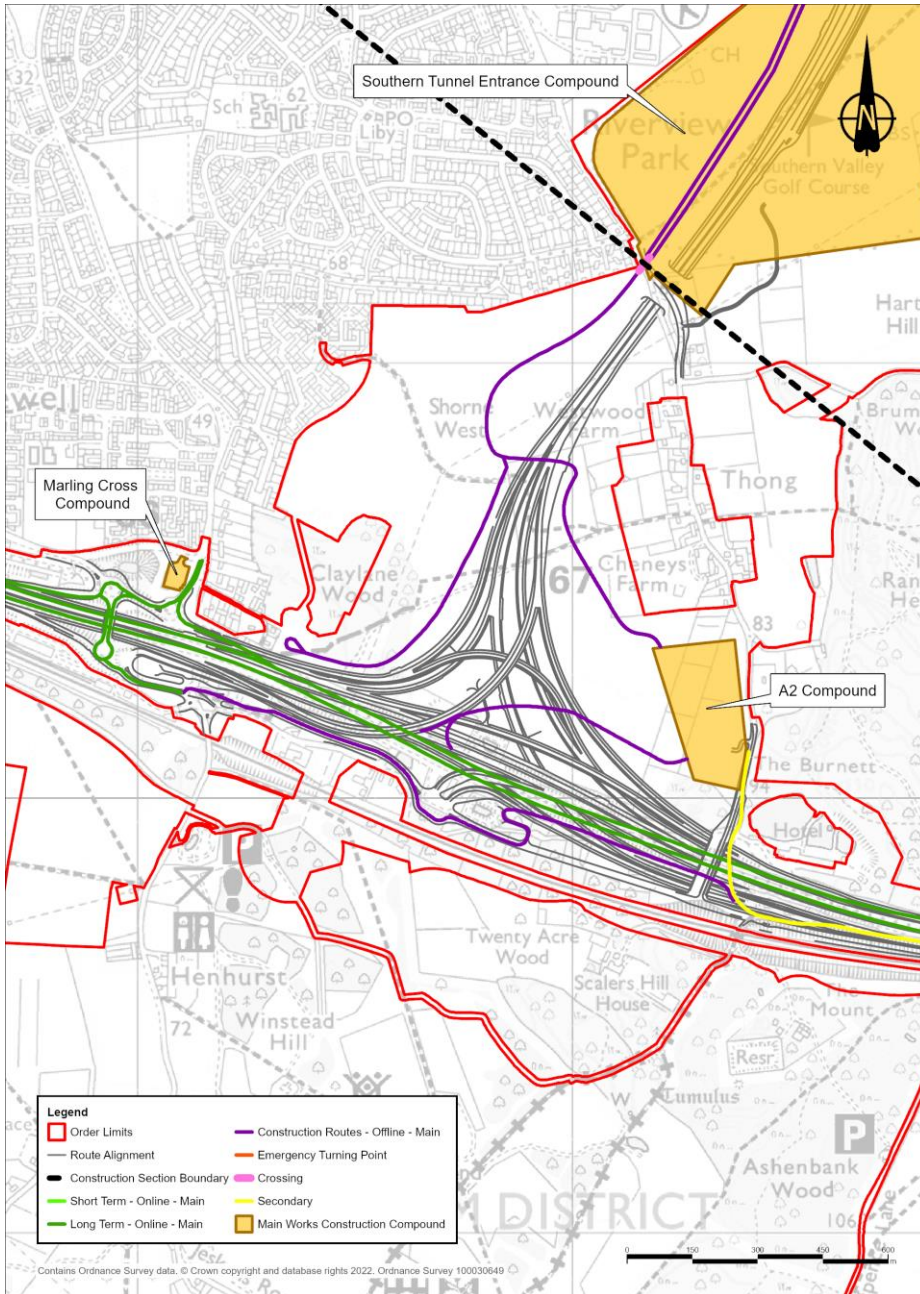 CH
Southern Tunnel Entrance Compound
N
32
Sch
62
PO
Liby
Riverview
Park
Southern Valley
Golf Course
68
Hart
Hill
Shorne
West
Westwood
Farm
49
Thong
Marling Cross
Compound
Claylane
Wood
67
Cheneys
Farm
83
A2 Compound
The Burnett
94
Hotel
Twenty Acre
Wood
Henhurst
Scalers Hill
House
The
Mount
72
Winstead
Hill
Resr
W
Tumulus
P
Ashenbank
Wood
DISTRICT
106
Legend
Order Limits
Construction Routes - Offline - Main
Route Alignment
Emergency Turning Point
Construction Section Boundary
Crossing
Short Term - Online - Main
Secondary
Long Term - Online - Main
Main Works Construction Compound
0 150 300 450 600
m
Contains Ordnance Survey data. © Crown copyright and database rights 2022. Ordnance Survey 100030649